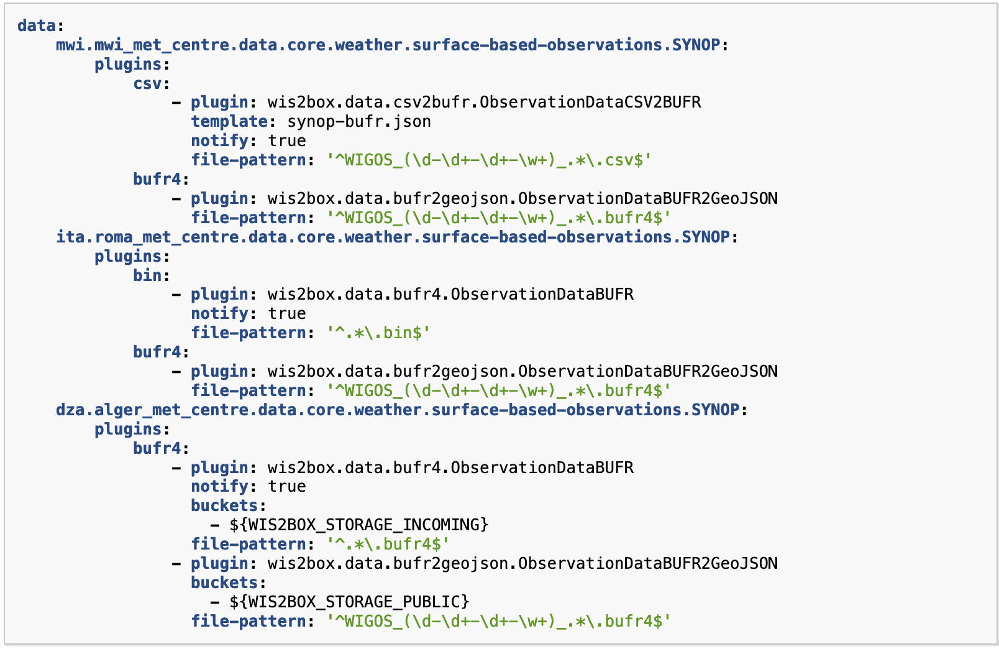 data:
    mwi.mwi_met_centre.data.core.weather.surface-based-observations.SYNOP:
        plugins:
            csv:
                - plugin: wis2box.data.csv2bufr.ObservationDataCSV2BUFR
                  template: synop-bufr.json
                  notify: true
                  file-pattern: '^WIGOS_(\d-\d+-\d+-\w+)_.*\.csv$'
            bufr4:
                - plugin: wis2box.data.bufr2geojson.ObservationDataBUFR2GeoJSON
                  file-pattern: '^WIGOS_(\d-\d+-\d+-\w+)_.*\.bufr4$'
    ita.roma_met_centre.data.core.weather.surface-based-observations.SYNOP:
        plugins:
            bin:
                - plugin: wis2box.data.bufr4.ObservationDataBUFR
                  notify: true
                  file-pattern: '^.*\.bin$'
            bufr4:
                - plugin: wis2box.data.bufr2geojson.ObservationDataBUFR2GeoJSON
                  file-pattern: '^WIGOS_(\d-\d+-\d+-\w+)_.*\.bufr4$'
    dza.alger_met_centre.data.core.weather.surface-based-observations.SYNOP:
        plugins:
            bufr4:
                - plugin: wis2box.data.bufr4.ObservationDataBUFR
                  notify: true
                  buckets:
                    - ${WIS2BOX_STORAGE_INCOMING}
                  file-pattern: '^.*\.bufr4$'
                - plugin: wis2box.data.bufr2geojson.ObservationDataBUFR2GeoJSON
                  buckets:
                    - ${WIS2BOX_STORAGE_PUBLIC}
                  file-pattern: '^WIGOS_(\d-\d+-\d+-\w+)_.*\.bufr4$'